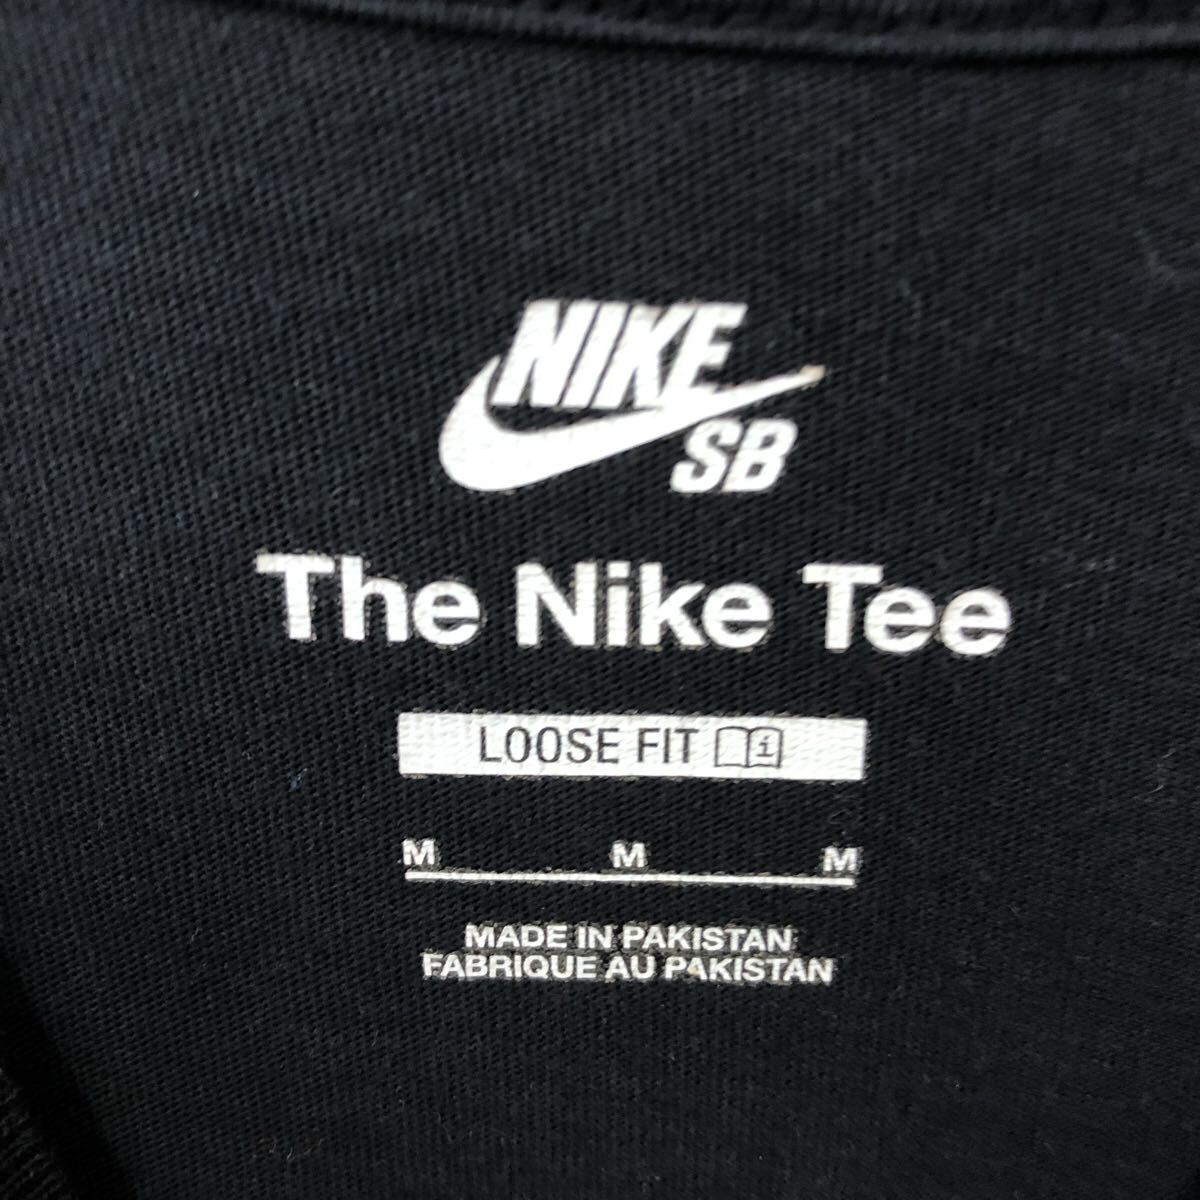 NIKE
SB
The Nike Tee
LOOSE FIT i
M M M
MADE IN PAKISTAN
FABRIQUE AU PAKISTAN